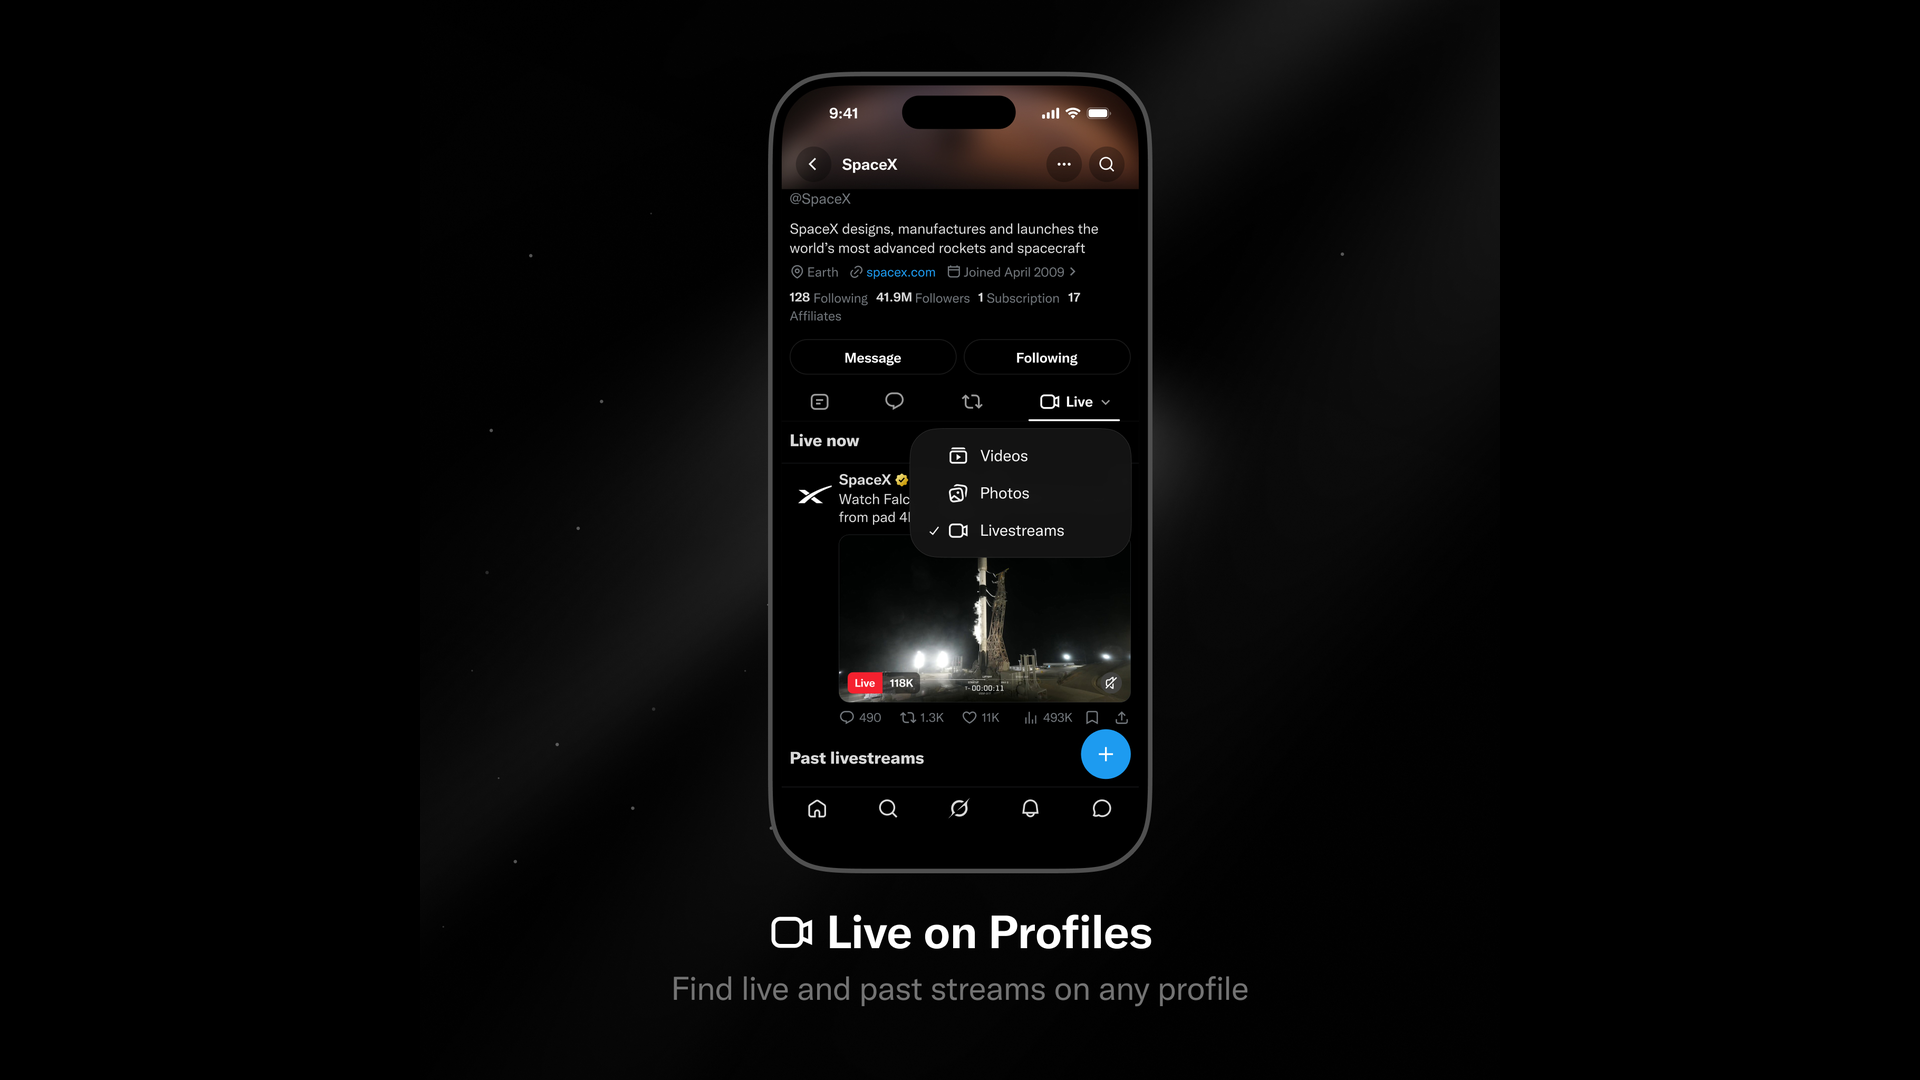 9:41
SpaceX
@SpaceX
SpaceX designs, manufactures and launches the
world's most advanced rockets and spacecraft
Earth spacex.com Joined April 2009
128 Following 41.9M Followers 1 Subscription 17
Affiliates
Message Following
Live
Live now
Videos
Photos
Livestreams
SpaceX
Watch Falc
from pad 4
Live 118K
T-00:00:11
490 1.3K 11K 493K
Past livestreams
Live on Profiles
Find live and past streams on any profile